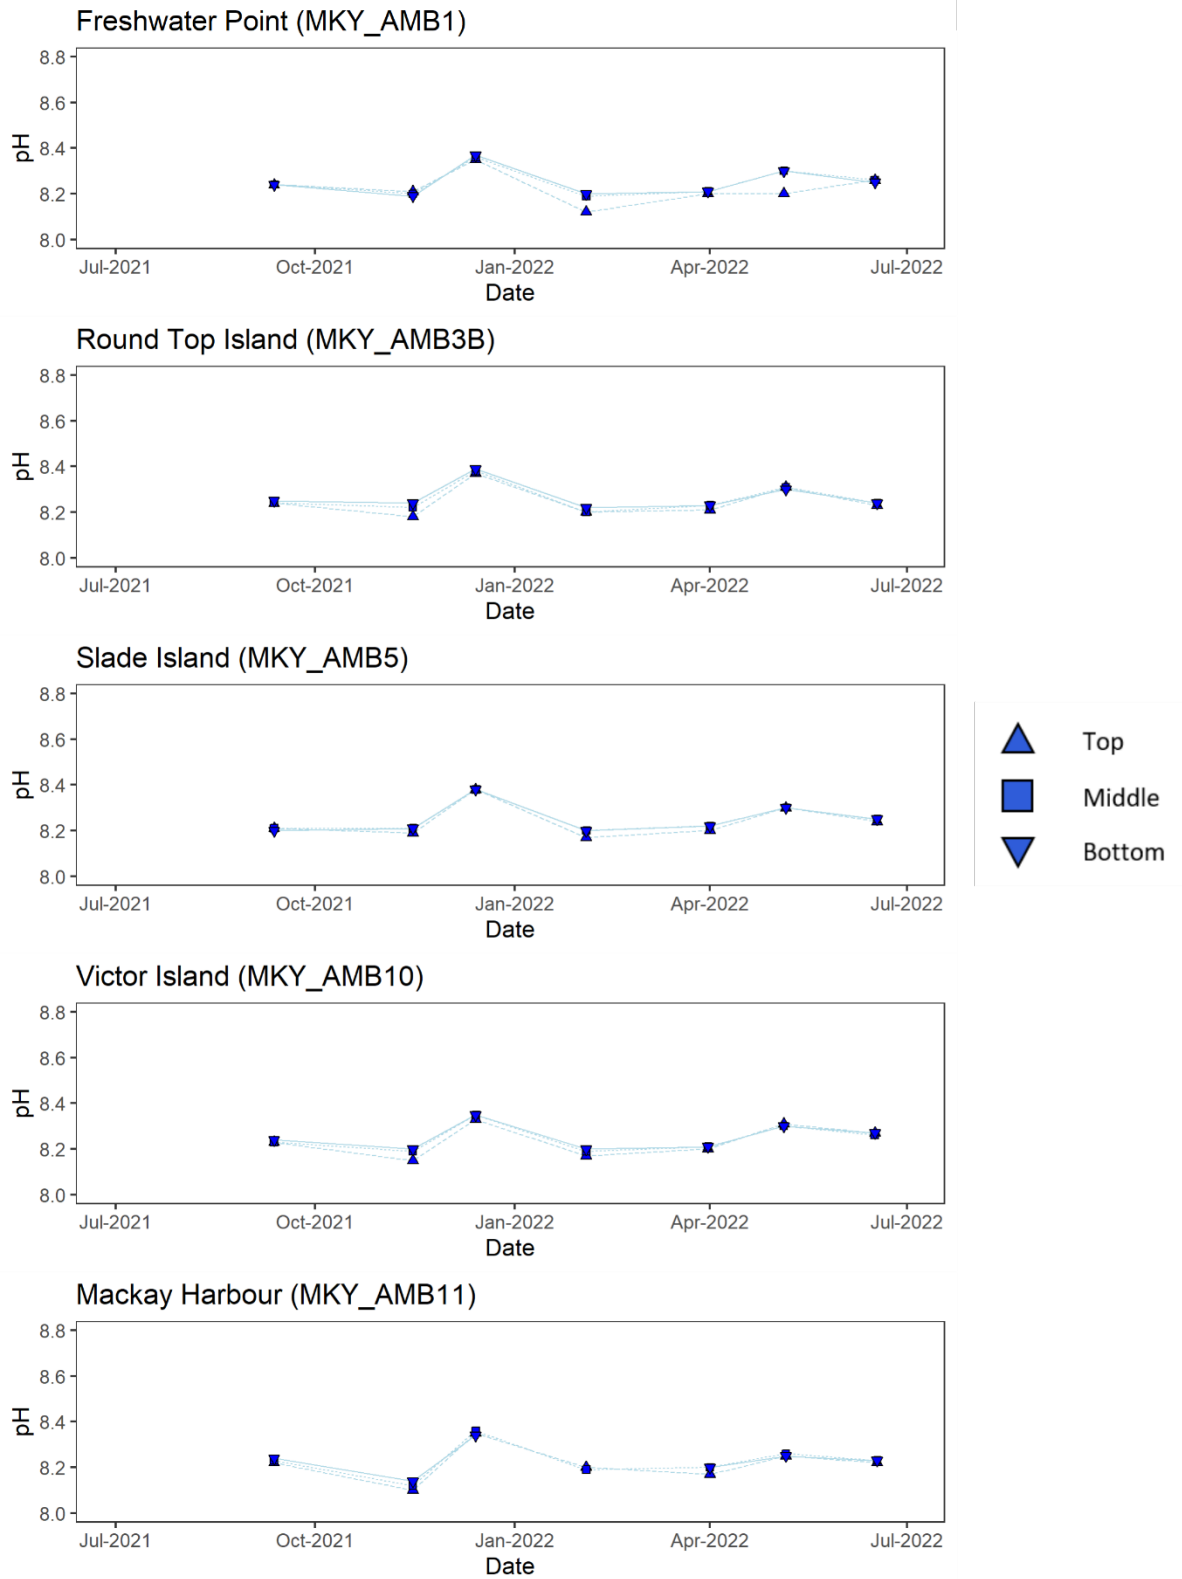 Freshwater Point (MKY_AMB1)
8.8
8.6
8.4
8.2
8.0
pH
Jul-2021 Oct-2021 Jan-2022 Apr-2022 Jul-2022
Date
Round Top Island (MKY_AMB3B)
8.8
8.6
8.4
8.2
8.0
pH
Jul-2021 Oct-2021 Jan-2022 Apr-2022 Jul-2022
Date
Slade Island (MKY_AMB5)
8.8
8.6
8.4
8.2
8.0
pH
Jul-2021 Oct-2021 Jan-2022 Apr-2022 Jul-2022
Date
Top
Middle
Bottom
Victor Island (MKY_AMB10)
8.8
8.6
8.4
8.2
8.0
pH
Jul-2021 Oct-2021 Jan-2022 Apr-2022 Jul-2022
Date
Mackay Harbour (MKY_AMB11)
8.8
8.6
8.4
8.2
8.0
pH
Jul-2021 Oct-2021 Jan-2022 Apr-2022 Jul-2022
Date